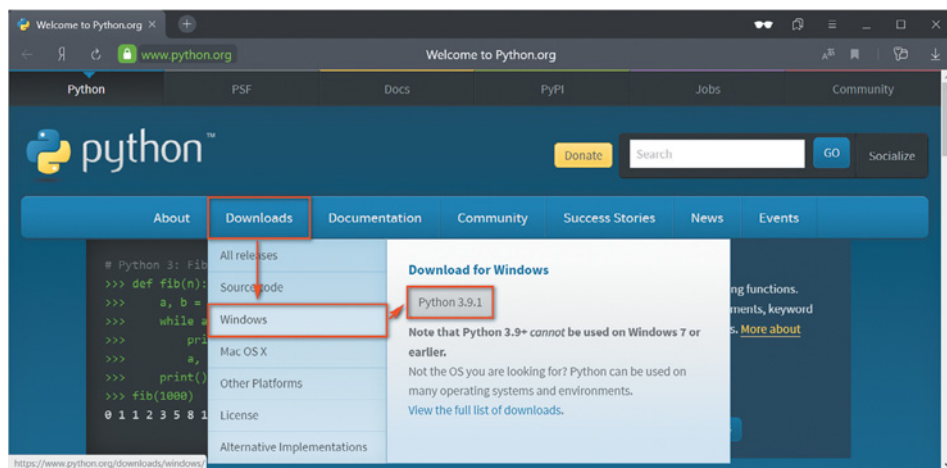 Welcome to Python.org
www.python.org Welcome to Python.org
Python PSF Docs PyPI Jobs Community
python™
Donate Search GO Socialize
About Downloads Documentation Community Success Stories News Events
All releases
Source code
Windows
Mac OS X
Other Platforms
License
Alternative Implementations
Download for Windows
Python 3.9.1
Note that Python 3.9+ cannot be used on Windows 7 or
earlier.
Not the OS you are looking for? Python can be used on
many operating systems and environments.
View the full list of downloads.
# Python 3: Fib
>>> def fib(n):
>>> a, b =
>>> while a
>>> pri
>>> a,
>>> print()
>>> fib(1000)
0 1 1 2 3 5 8 1
ng functions.
ments, keyword
s. More about
https://www.python.org/downloads/windows/